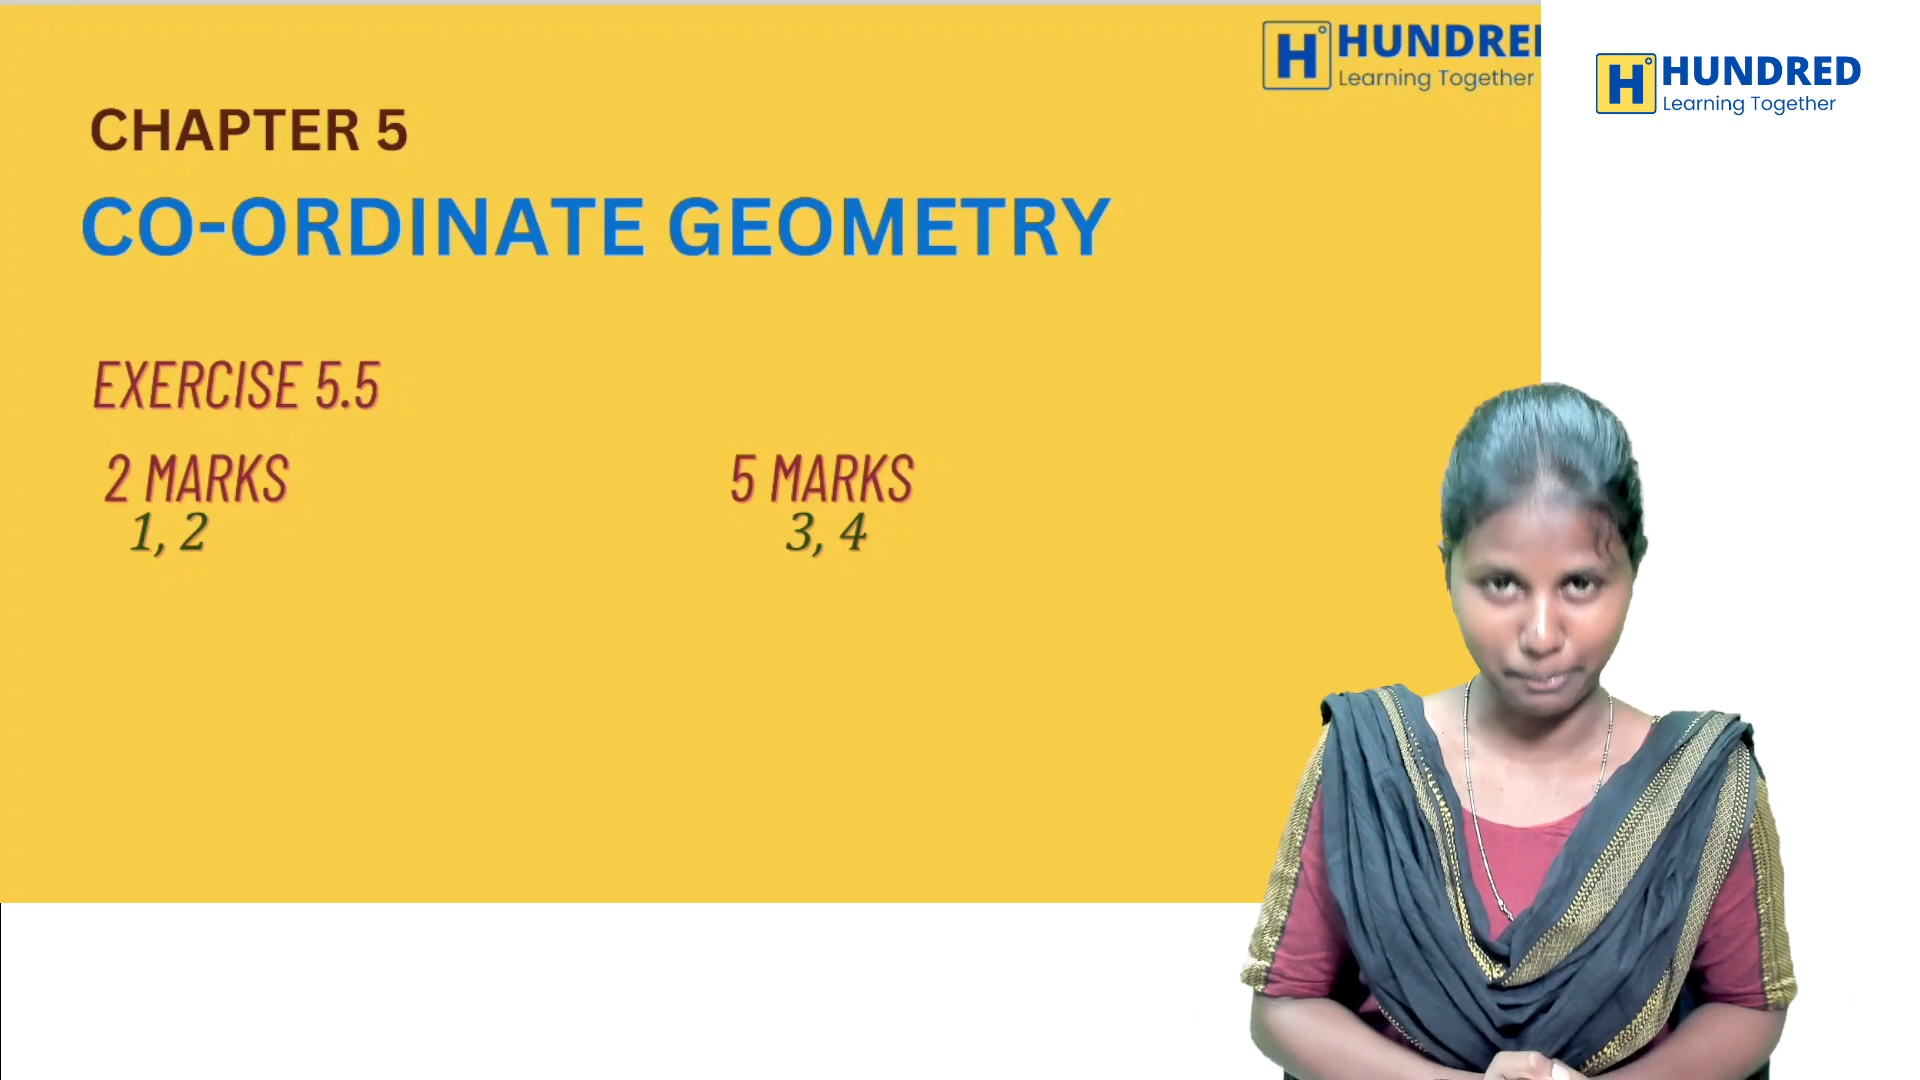 HUNDRE
Learning Together
HUNDRED
Learning Together
CHAPTER 5
CO-ORDINATE GEOMETRY
EXERCISE 5.5
2 MARKS
5 MARKS
1, 2
3, 4